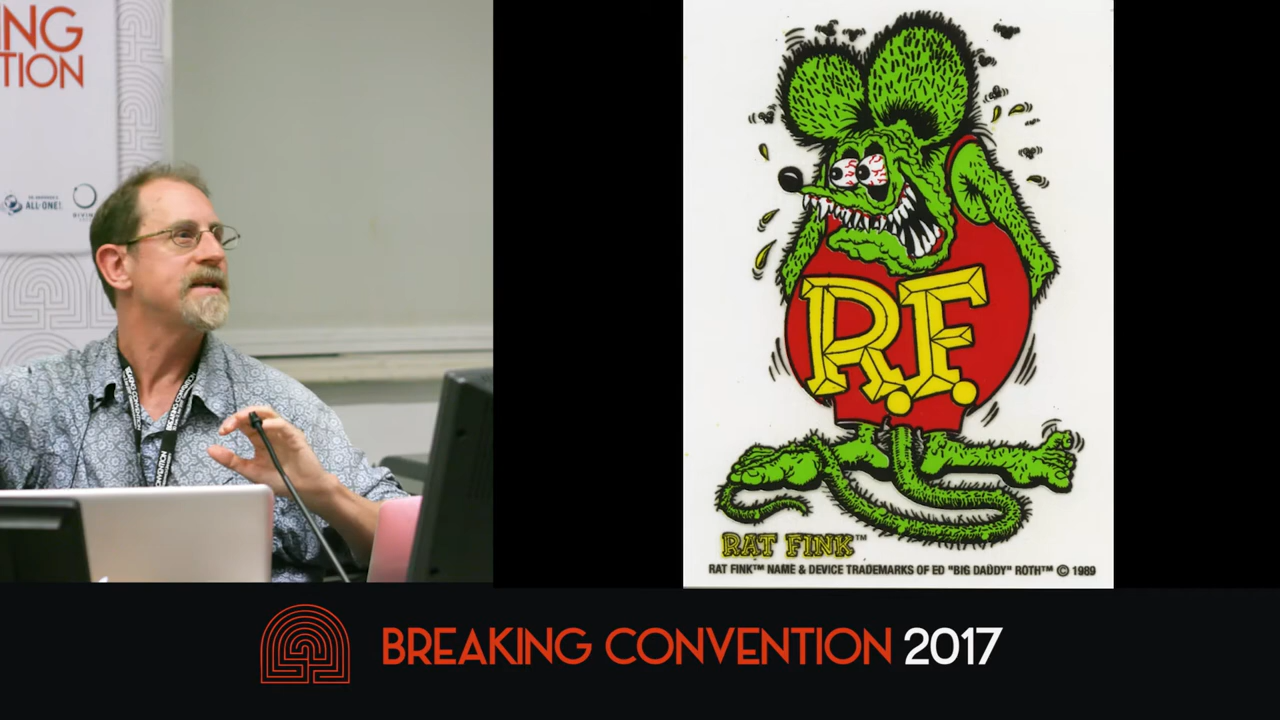 ING
TION
ALL-ONE!
R.F.
RAT FINK™
RAT FINK™ NAME & DEVICE TRADEMARKS OF ED "BIG DADDY" ROTH™ © 1989
BREAKING CONVENTION 2017